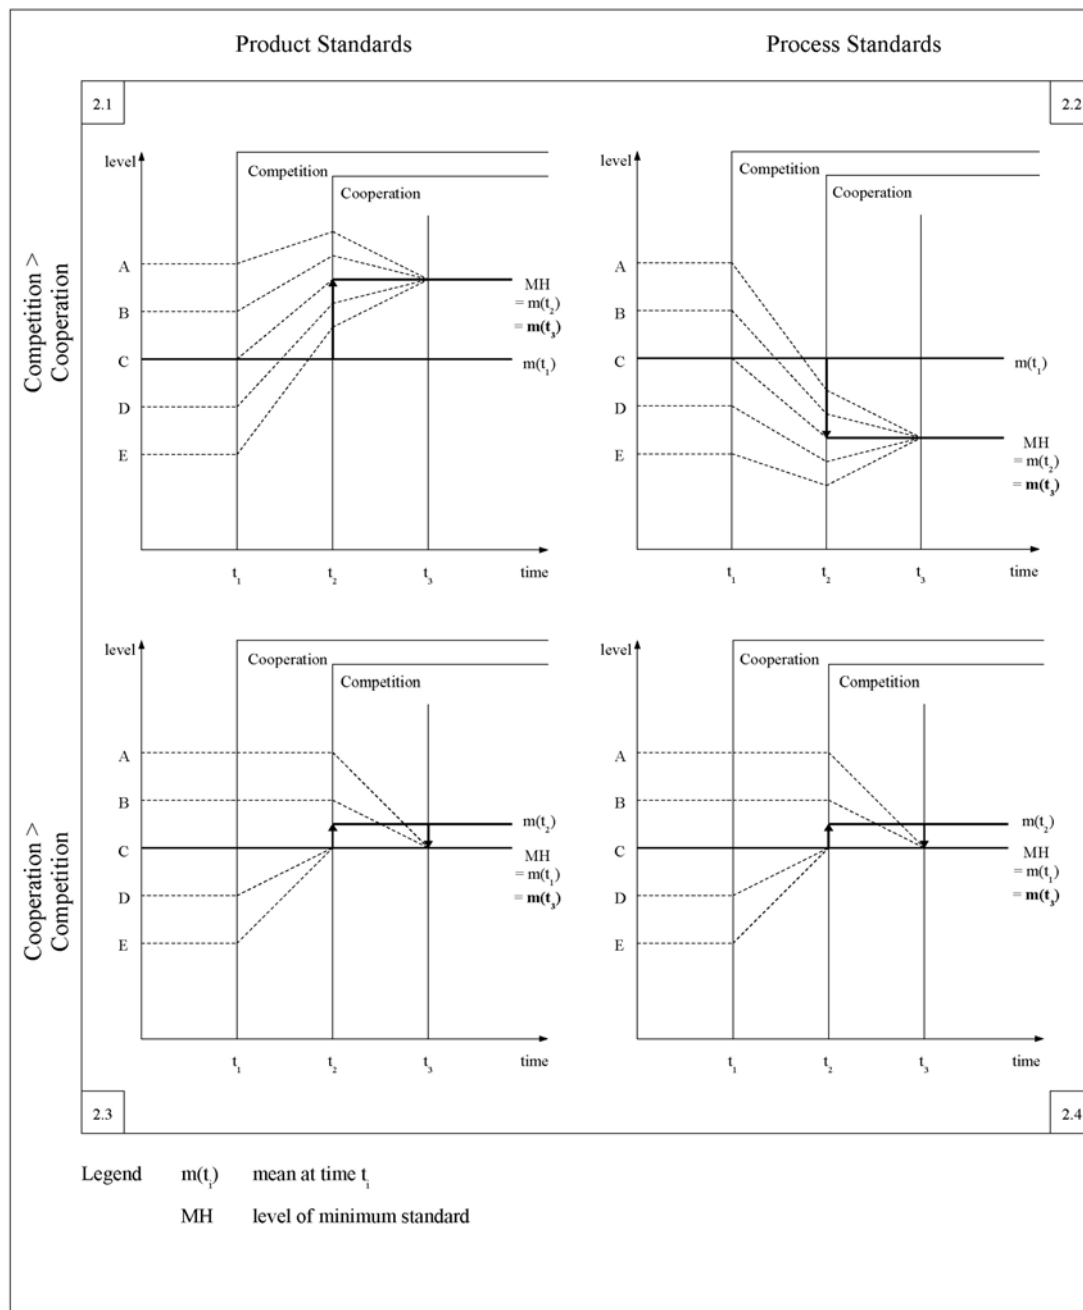 Product Standards
Process Standards
Competition >
Cooperation
Cooperation >
Competition
2.1
level
Competition
Cooperation
A
B
C
D
E
MH
= m(t₂)
= m(t₃)
m(t₁)
t₁
t₂
t₃
time
2.2
level
Competition
Cooperation
A
B
C
D
E
m(t₁)
MH
= m(t₂)
= m(t₃)
t₁
t₂
t₃
time
level
Cooperation
Competition
A
B
C
D
E
m(t₂)
MH
= m(t₁)
= m(t₃)
t₁
t₂
t₃
time
2.3
level
Cooperation
Competition
A
B
C
D
E
m(t₂)
MH
= m(t₁)
= m(t₃)
t₁
t₂
t₃
time
2.4
Legend m(tᵢ) mean at time tᵢ
MH level of minimum standard